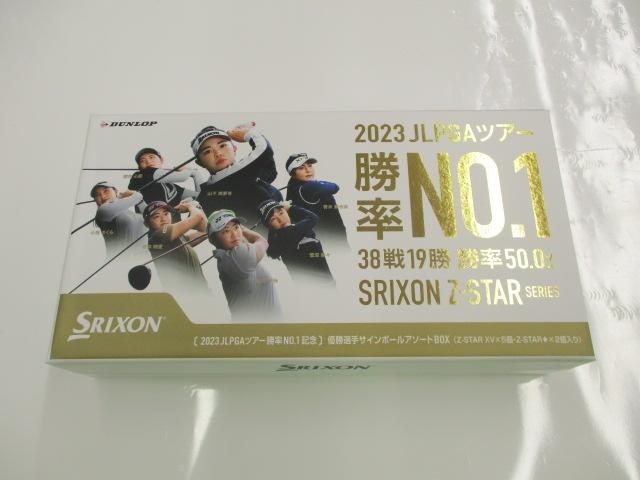 DUNLOP
2023 JLPGAツアー
勝率 NO.1
38戦19勝 勝率50.0%
SRIXON Z-STAR SERIES
SRIXON
[ 2023 JLPGAツアー勝率NO.1 記念 ] 優勝選手サインボールアソートBOX (Z-STAR XV×5個・Z-STAR♦×2個入り)
SRIXON